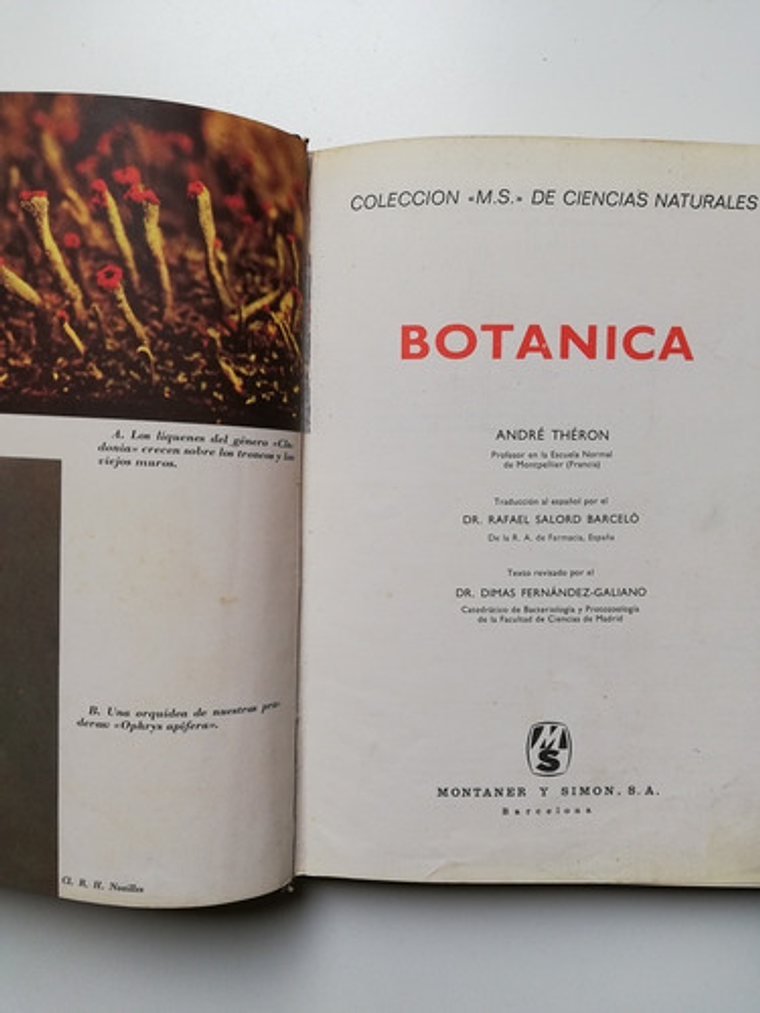 A. Los líquenes del género «Cla-
donia» crecen sobre los troncos y los
viejos muros.
B. Una orquídea de nuestras pra-
deras: «Ophrys apifera».
Cl. R. H. Noailles
COLECCION «M.S.» DE CIENCIAS NATURALES
BOTANICA
ANDRÉ THÉRON
Profesor en la Escuela Normal
de Montpellier (Francia)
Traducción al español por el
DR. RAFAEL SALORD BARCELÓ
De la R. A. de Farmacia, España
Texto revisado por el
DR. DIMAS FERNÁNDEZ-GALIANO
Catedrático de Bacteriología y Protozoología
de la Facultad de Ciencias de Madrid
MS
MONTANER Y SIMON, S. A.
Barcelona